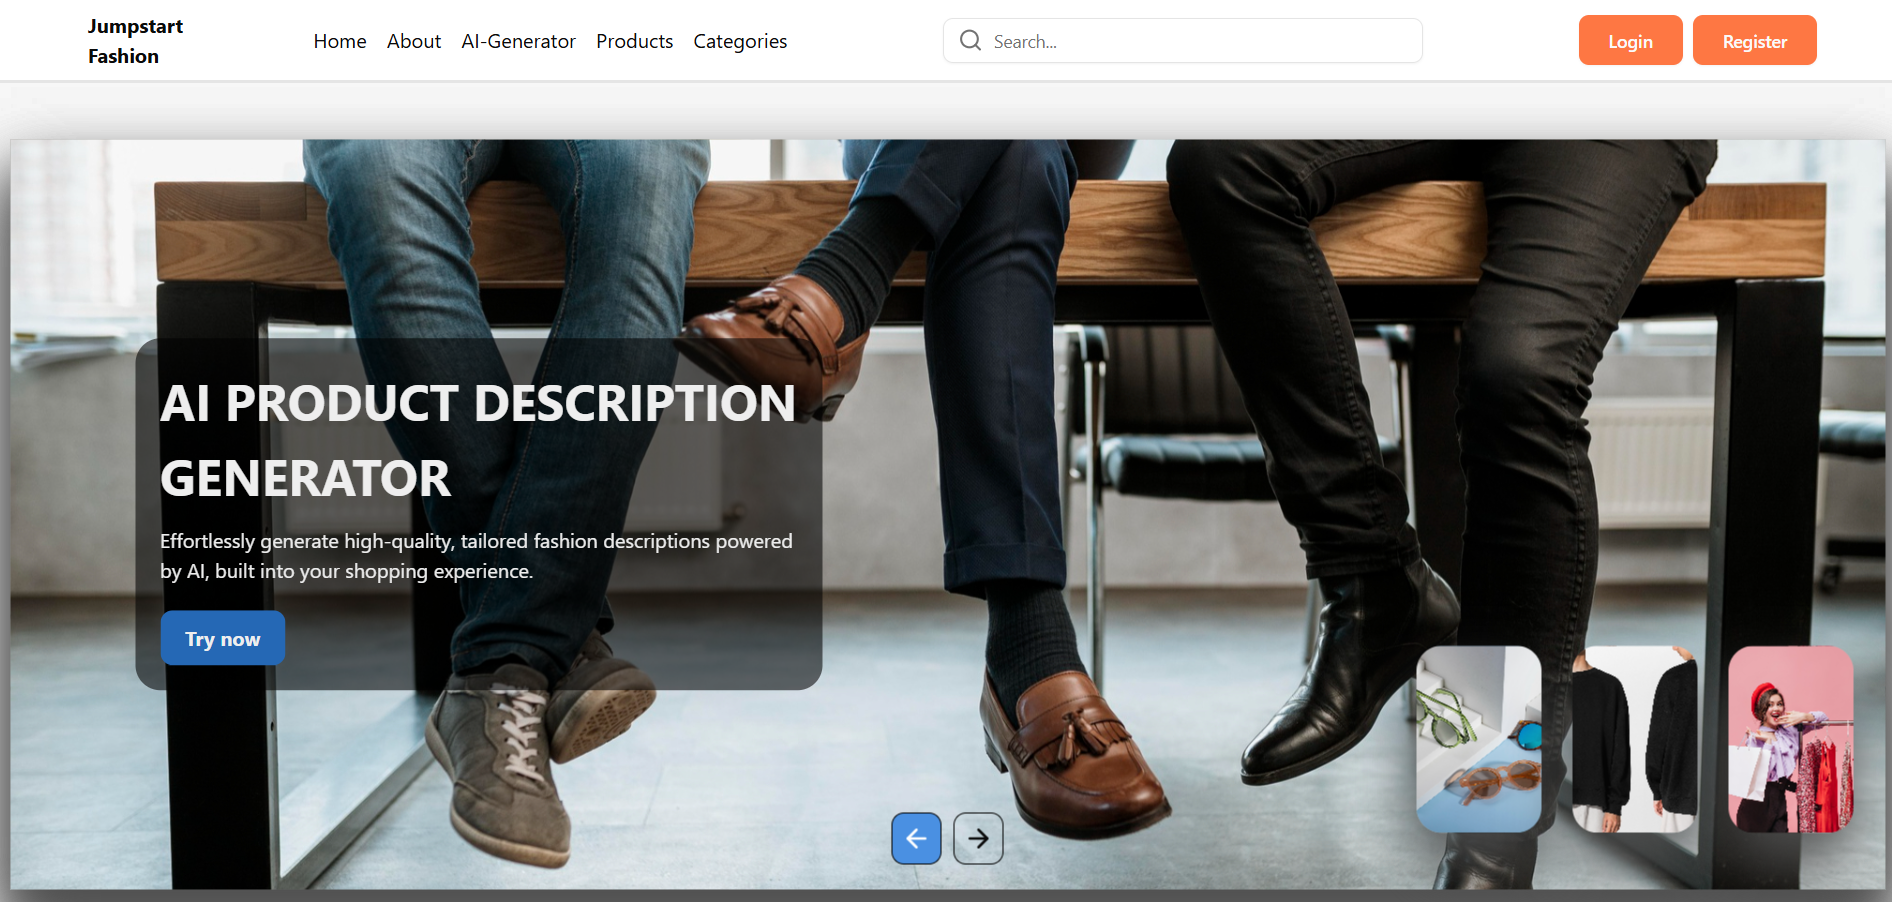 Jumpstart
Fashion
Home About AI-Generator Products Categories
Search...
Login Register
AI PRODUCT DESCRIPTION
GENERATOR
Effortlessly generate high-quality, tailored fashion descriptions powered
by AI, built into your shopping experience.
Try now